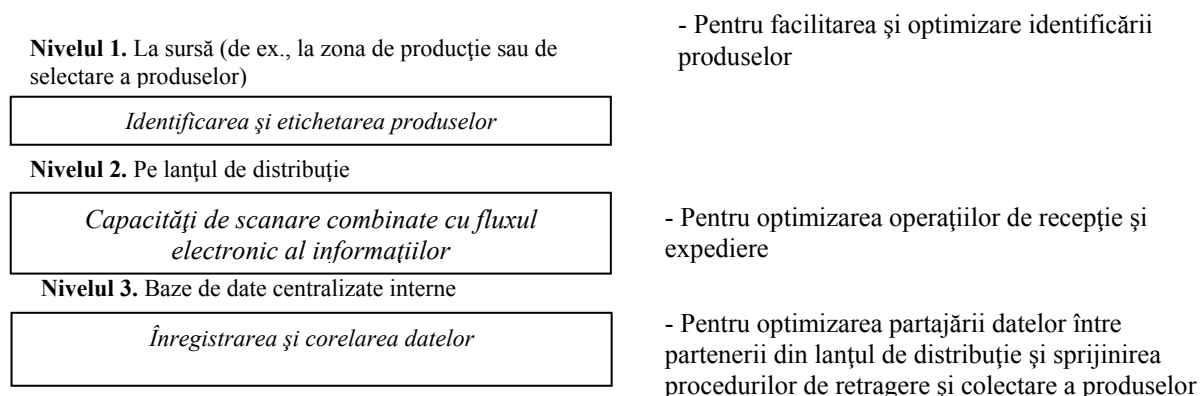 Nivelul 1. La sursă (de ex., la zona de producţie sau de
selectare a produselor)
- Pentru facilitarea şi optimizare identificării
produselor
Identificarea şi etichetarea produselor
Nivelul 2. Pe lanţul de distribuţie
Capacităţi de scanare combinate cu fluxul
electronic al informaţiilor
- Pentru optimizarea operaţiilor de recepţie şi
expediere
Nivelul 3. Baze de date centralizate interne
Înregistrarea şi corelarea datelor
- Pentru optimizarea partajării datelor între
partenerii din lanţul de distribuţie şi sprijinirea
procedurilor de retragere şi colectare a produselor